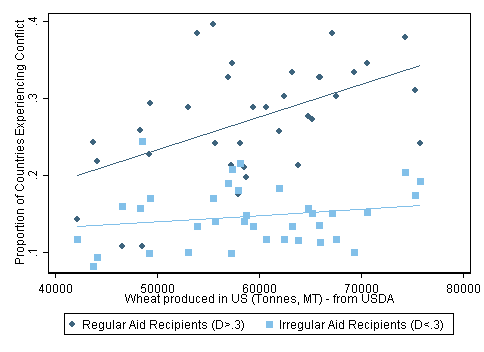 Proportion of Countries Experiencing Conflict
.4
.3
.2
.1
40000 50000 60000 70000 80000
Wheat produced in US (Tonnes, MT) - from USDA
Regular Aid Recipients (D>.3) Irregular Aid Recipients (D<.3)